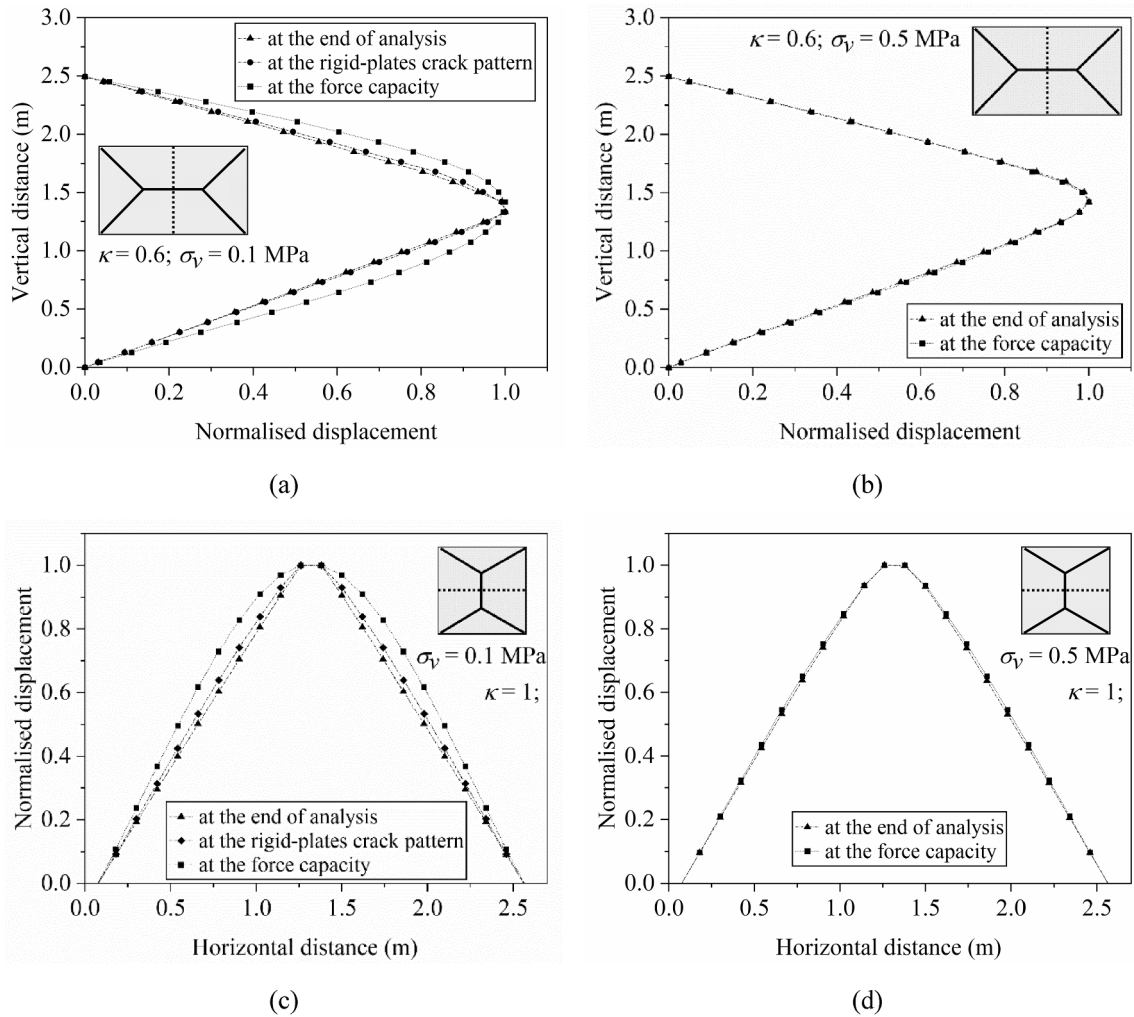 3.0
2.5
2.0
1.5
1.0
0.5
0.0
Vertical distance (m)
at the end of analysis
at the rigid-plates crack pattern
at the force capacity
κ = 0.6; σv = 0.1 MPa
0.0 0.2 0.4 0.6 0.8 1.0
Normalised displacement
(a)
3.0
2.5
2.0
1.5
1.0
0.5
0.0
Vertical distance (m)
κ = 0.6; σv = 0.5 MPa
at the end of analysis
at the force capacity
0.0 0.2 0.4 0.6 0.8 1.0
Normalised displacement
(b)
1.0
0.8
0.6
0.4
0.2
0.0
Normalised displacement
σv = 0.1 MPa
κ = 1;
at the end of analysis
at the rigid-plates crack pattern
at the force capacity
0.0 0.5 1.0 1.5 2.0 2.5
Horizontal distance (m)
(c)
1.0
0.8
0.6
0.4
0.2
0.0
Normalised displacement
σv = 0.5 MPa
κ = 1;
at the end of analysis
at the force capacity
0.0 0.5 1.0 1.5 2.0 2.5
Horizontal distance (m)
(d)